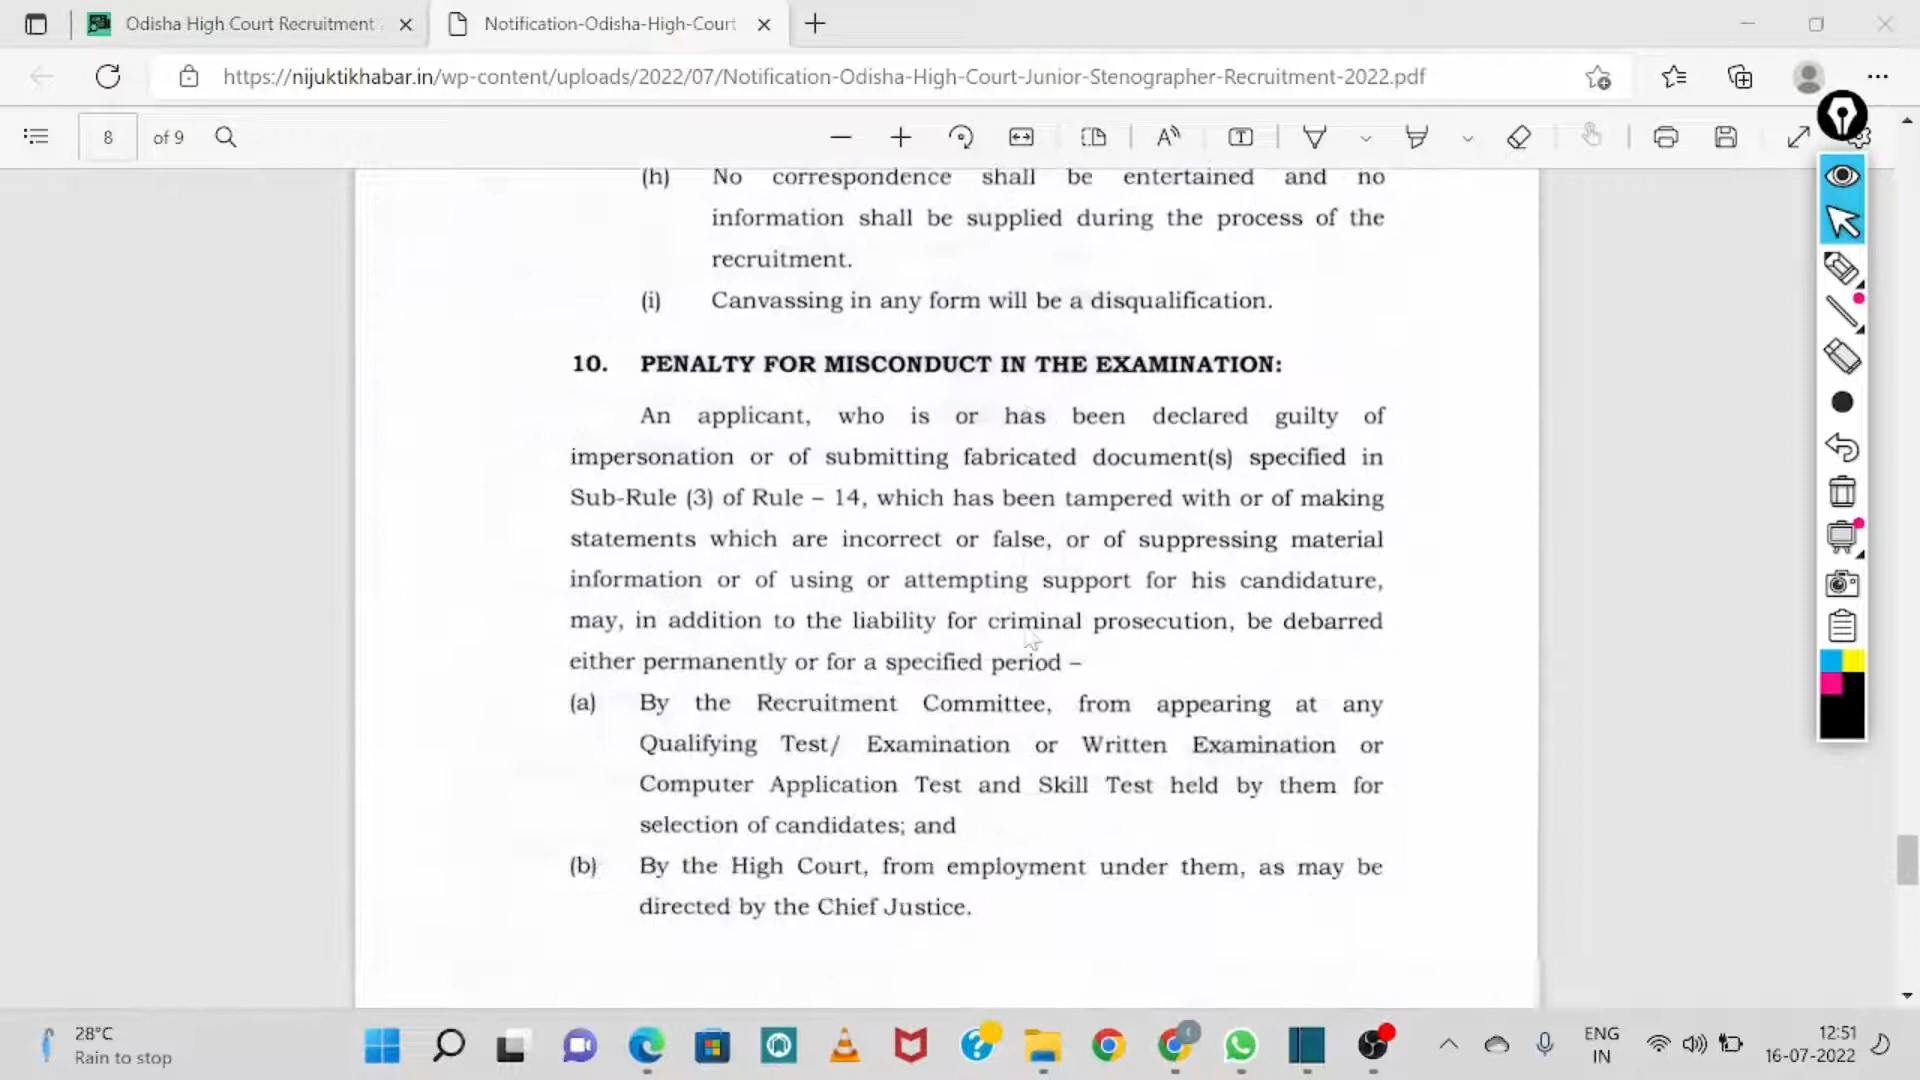 Odisha High Court Recruitment
Notification-Odisha-High-Court
https://nijuktikhabar.in/wp-content/uploads/2022/07/Notification-Odisha-High-Court-Junior-Stenographer-Recruitment-2022.pdf
8 of 9
(h) No correspondence shall be entertained and no
information shall be supplied during the process of the
recruitment.
(i) Canvassing in any form will be a disqualification.
10. PENALTY FOR MISCONDUCT IN THE EXAMINATION:
An applicant, who is or has been declared guilty of
impersonation or of submitting fabricated document(s) specified in
Sub-Rule (3) of Rule – 14, which has been tampered with or of making
statements which are incorrect or false, or of suppressing material
information or of using or attempting support for his candidature,
may, in addition to the liability for criminal prosecution, be debarred
either permanently or for a specified period –
(a) By the Recruitment Committee, from appearing at any
Qualifying Test/ Examination or Written Examination or
Computer Application Test and Skill Test held by them for
selection of candidates; and
(b) By the High Court, from employment under them, as may be
directed by the Chief Justice.
28°C
Rain to stop
ENG
IN
12:51
16-07-2022